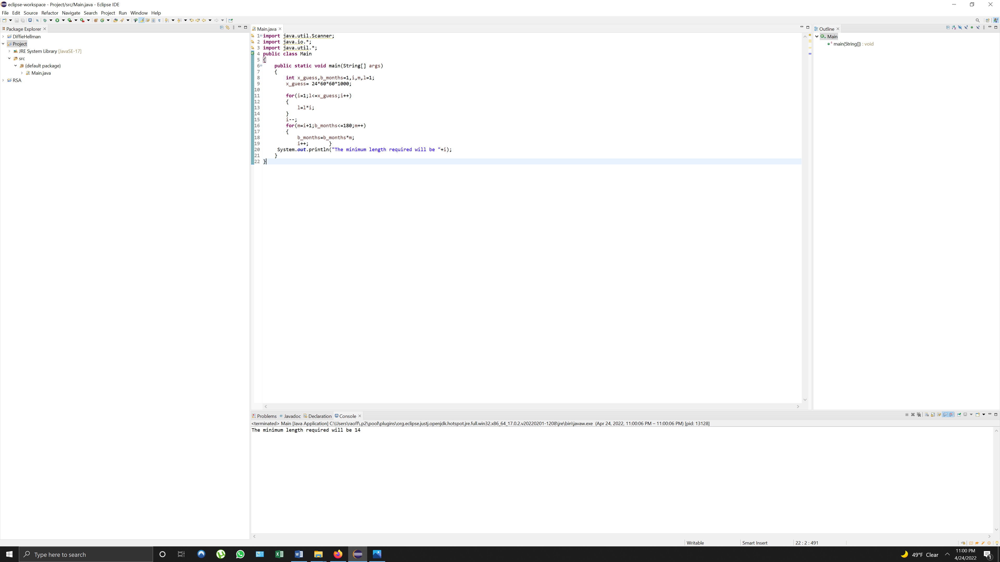 eclipse-workspace - Project/src/Main.java - Eclipse IDE
File Edit Source Refactor Navigate Search Project Run Window Help
Package Explorer
DiffieHellman
Project
JRE System Library [JavaSE-17]
src
(default package)
Main.java
RSA
Main.java
1 import java.util.Scanner;
2 import java.io.*;
3 import java.util.*;
4 public class Main
5 {
6 public static void main(String[] args)
7 {
8 int x_guess,b_months=1,i,m,l=1;
9 x_guess= 24*60*60*1000;
10
11 for(i=1;l<=x_guess;i++)
12 {
13 l=l*i;
14 }
15 i--;
16 for(m=i+1;b_months<=180;m++)
17 {
18 b_months=b_months*m;
19 i++; }
20 System.out.println("The minimum length required will be "+i);
21 }
22 }
Outline
Main
main(String[]) : void
Problems Javadoc Declaration Console
<terminated> Main [Java Application] C:\Users\raoff\.p2\pool\plugins\org.eclipse.justj.openjdk.hotspot.jre.full.win32.x86_64_17.0.2.v20220201-1208\jre\bin\javaw.exe (Apr 24, 2022, 11:00:06 PM – 11:00:06 PM) [pid: 13128]
The minimum length required will be 14
Writable Smart Insert 22 : 2 : 491
Type here to search
49°F Clear
11:00 PM
4/24/2022
1